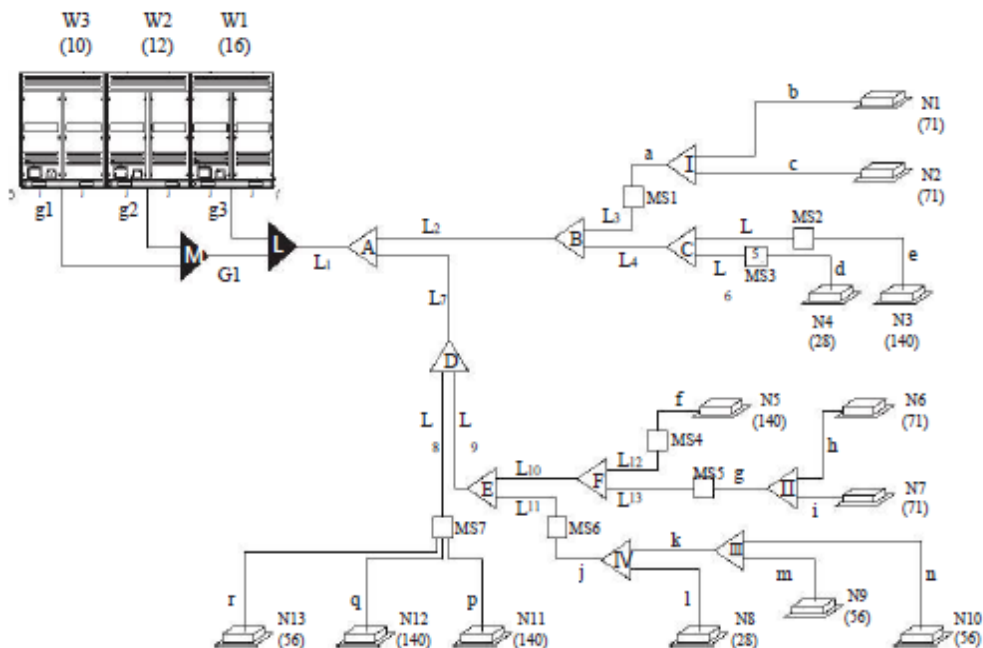 W3 W2 W1
(10) (12) (16)
g1 g2 g3
M
G1
L
L1
A
L2
L7
B
L3
L4
MS1
a
I
b
N1
(71)
c
N2
(71)
C
L
MS2
L
6
S
MS3
d
e
N4
(28)
N3
(140)
D
L
8
L
9
E
L10
L11
F
L12
L13
MS4
f
N5
(140)
MS5
g
II
h
N6
(71)
i
N7
(71)
MS7
MS6
j
IV
k
III
l
m
n
N8
(28)
N9
(56)
N10
(56)
r
q
p
N13
(56)
N12
(140)
N11
(140)